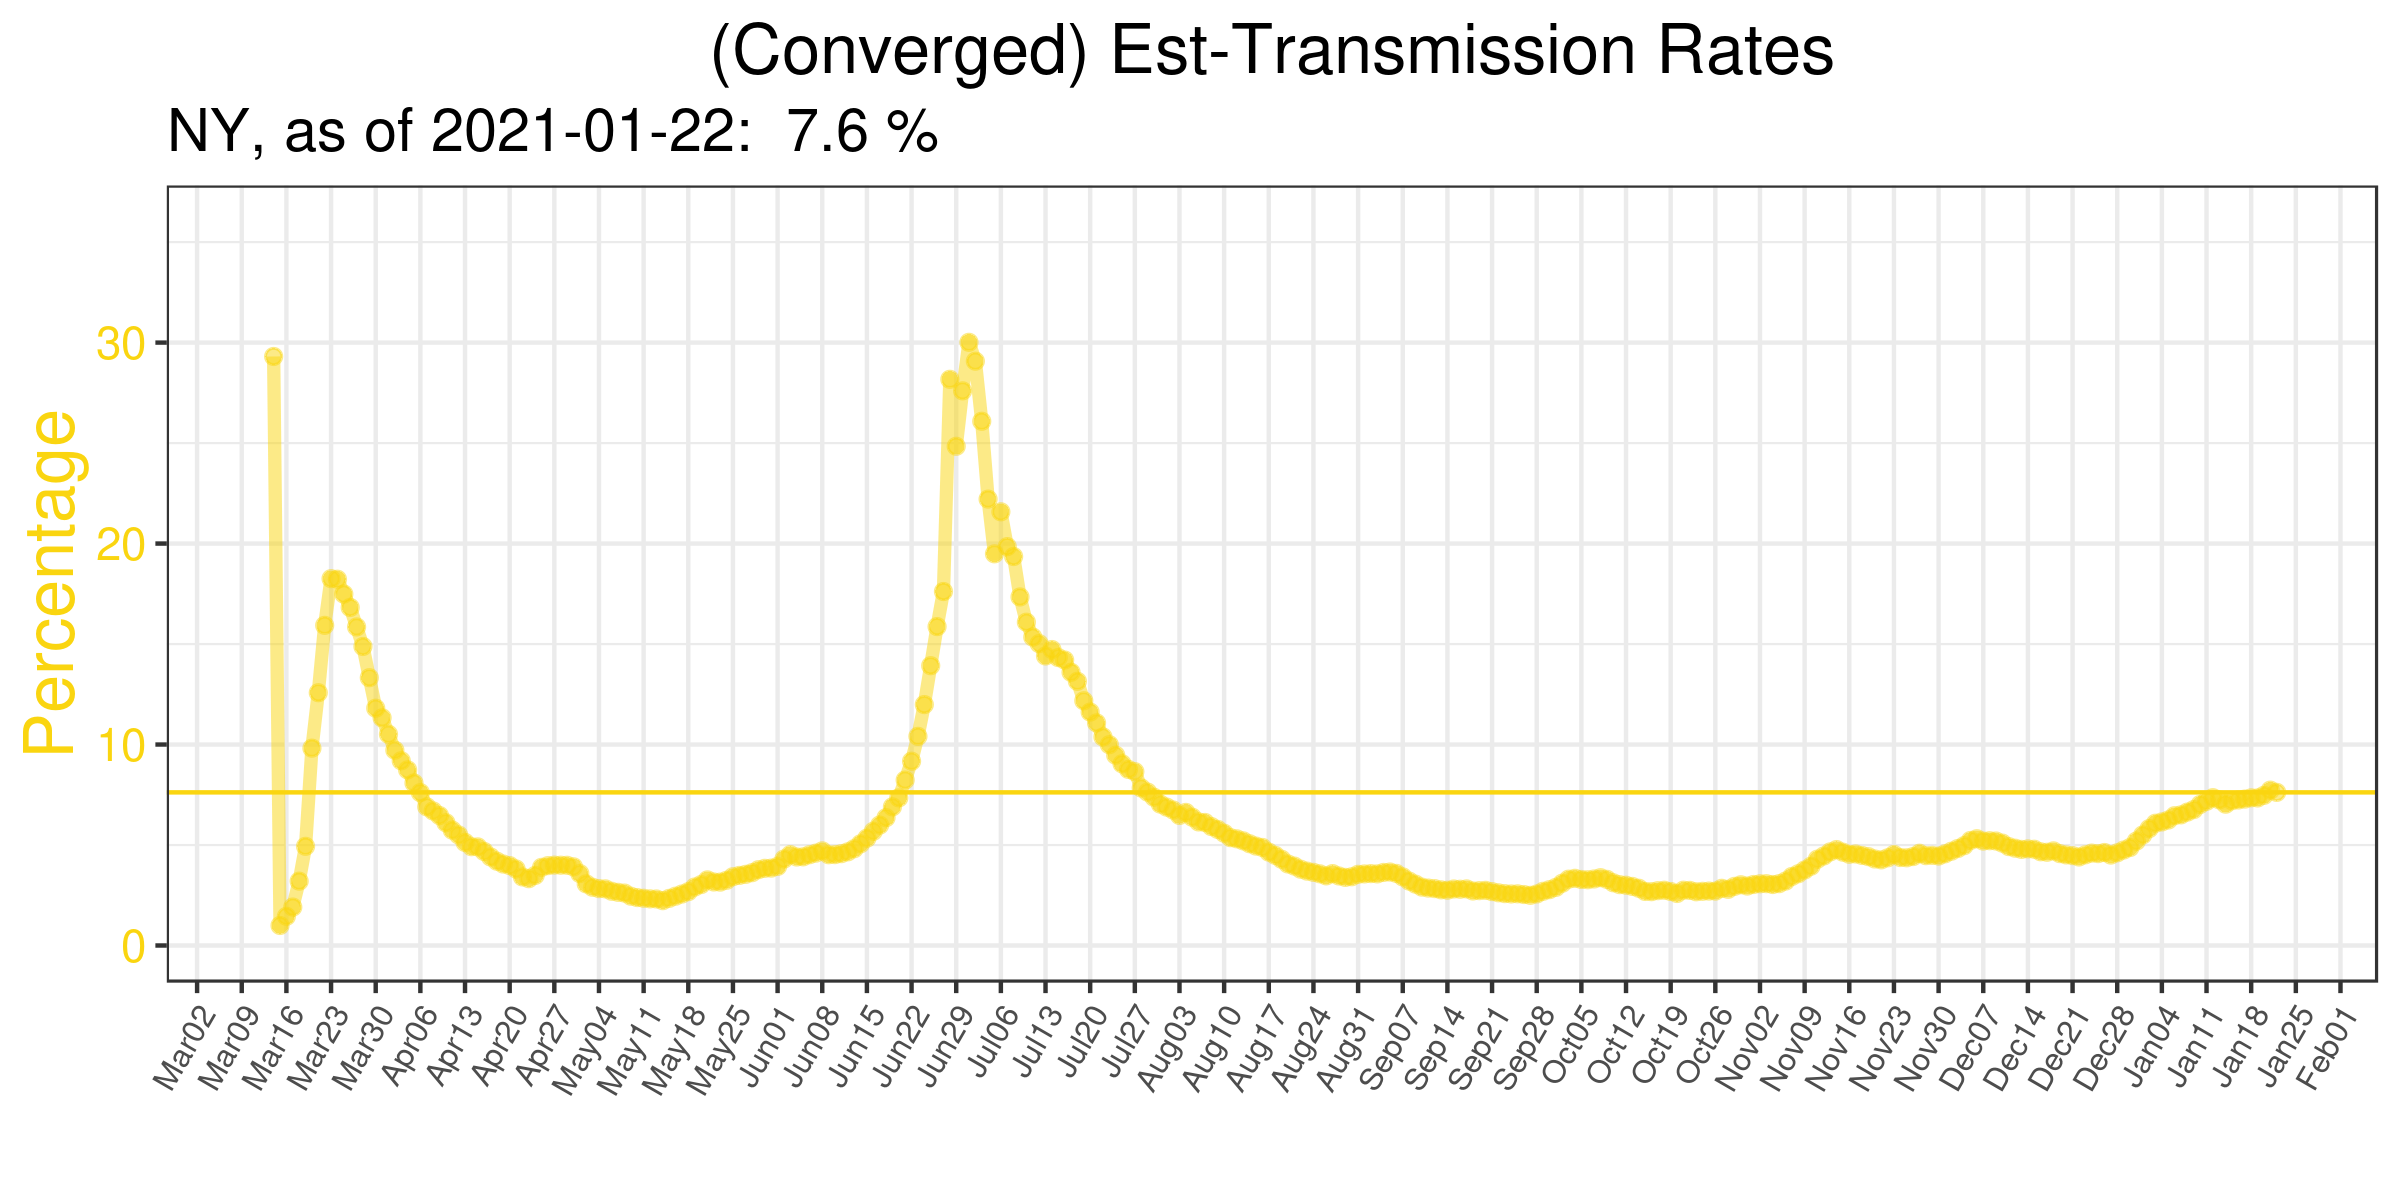 (Converged) Est-Transmission Rates
NY, as of 2021-01-22:  7.6 %
Percentage
30
20
10
0
Mar02
Mar09
Mar16
Mar23
Mar30
Apr06
Apr13
Apr20
Apr27
May04
May11
May18
May25
Jun01
Jun08
Jun15
Jun22
Jun29
Jul06
Jul13
Jul20
Jul27
Aug03
Aug10
Aug17
Aug24
Aug31
Sep07
Sep14
Sep21
Sep28
Oct05
Oct12
Oct19
Oct26
Nov02
Nov09
Nov16
Nov23
Nov30
Dec07
Dec14
Dec21
Dec28
Jan04
Jan11
Jan18
Jan25
Feb01